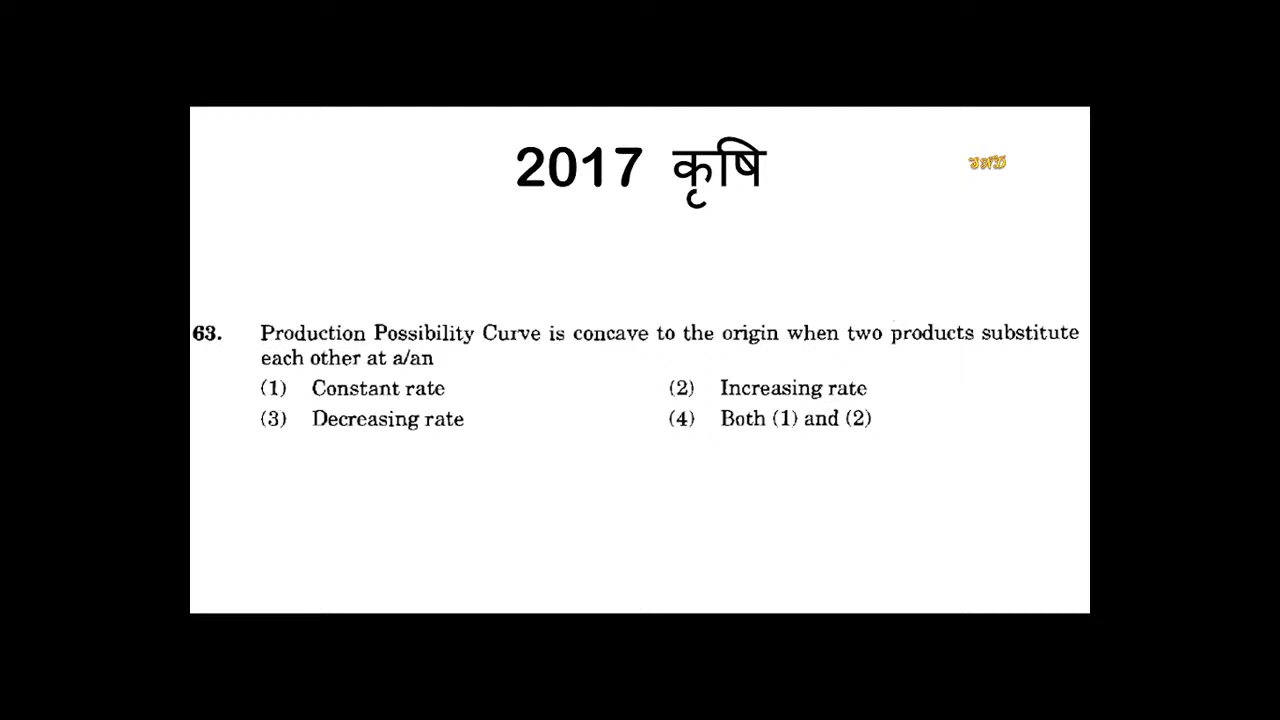 2017 कृषि
63. Production Possibility Curve is concave to the origin when two products substitute
each other at a/an
(1) Constant rate (2) Increasing rate
(3) Decreasing rate (4) Both (1) and (2)